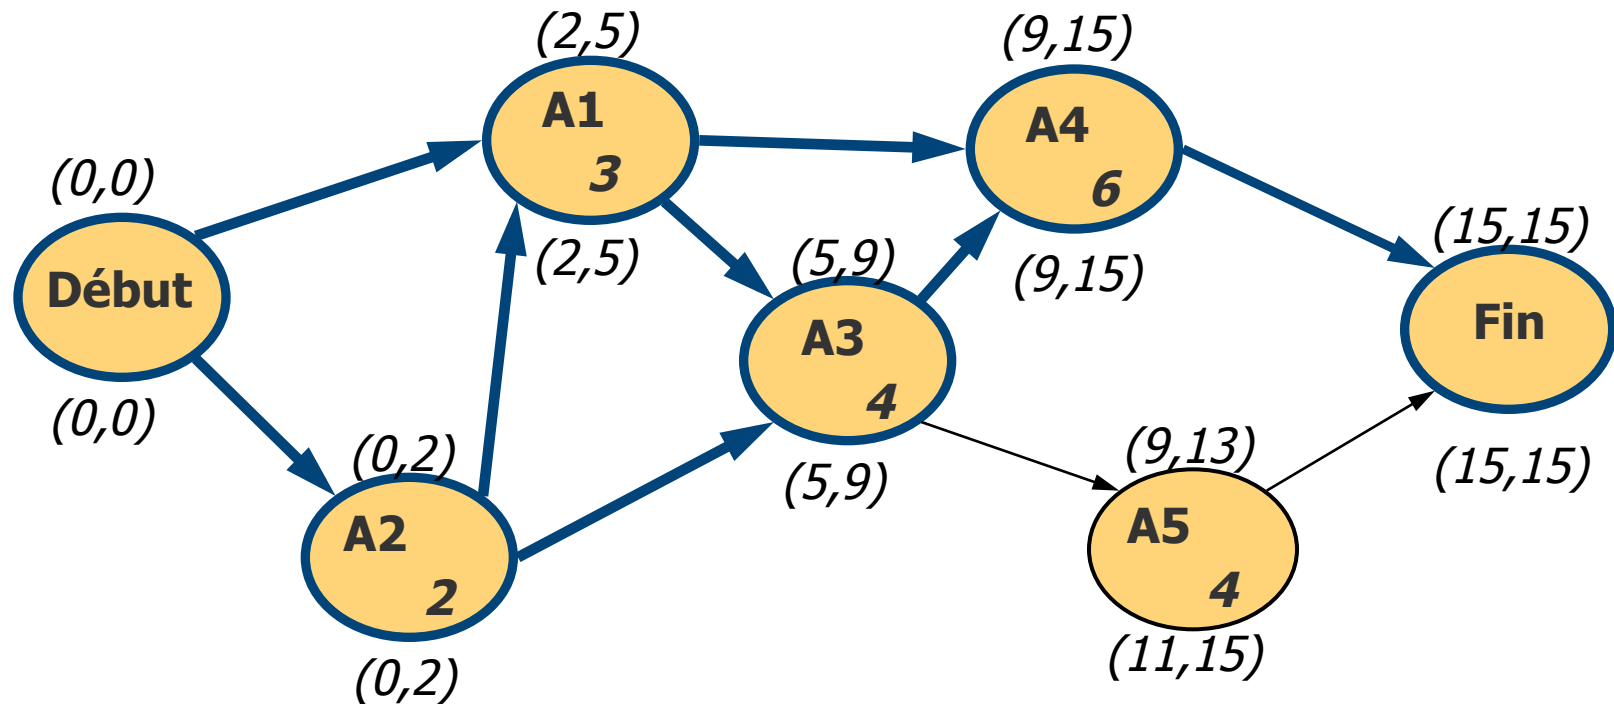 (2,5)
A1
3
(2,5)
(9,15)
A4
6
(9,15)
(0,0)
Début
(0,0)
(5,9)
A3
4
(5,9)
(15,15)
Fin
(15,15)
(0,2)
A2
2
(0,2)
(9,13)
A5
4
(11,15)